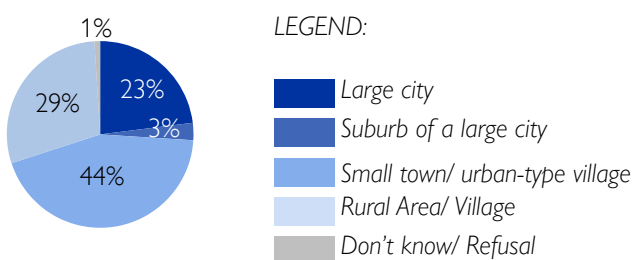 1%
23%
3%
29%
44%
LEGEND:
Large city
Suburb of a large city
Small town/ urban-type village
Rural Area/ Village
Don't know/ Refusal